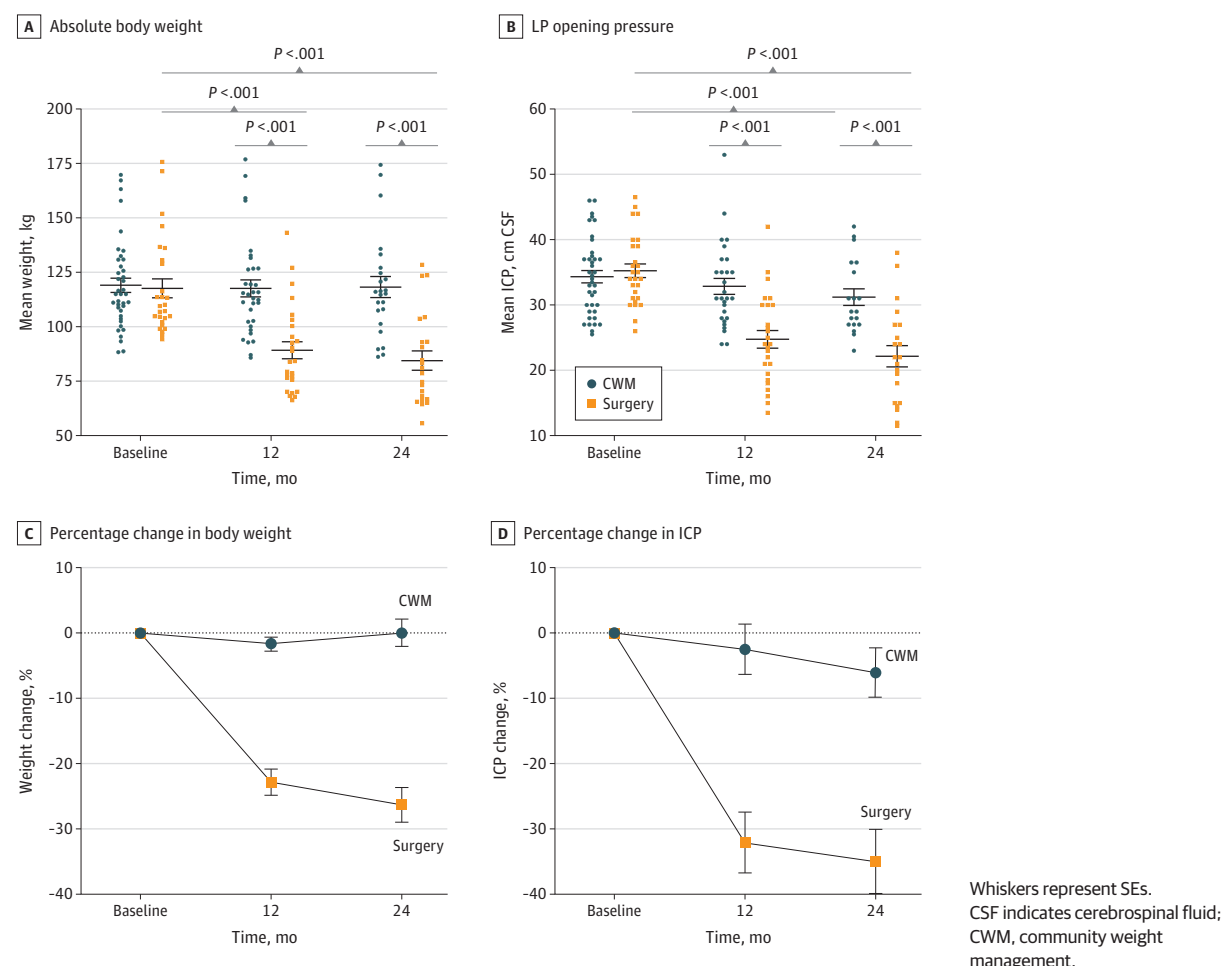 A Absolute body weight
P <.001
P <.001
P <.001
P <.001
200
175
150
125
100
75
50
Mean weight, kg
Baseline
12
24
Time, mo
B LP opening pressure
P <.001
P <.001
P <.001
P <.001
60
50
40
30
20
10
Mean ICP, cm CSF
CWM
Surgery
Baseline
12
24
Time, mo
C Percentage change in body weight
10
0
-10
-20
-30
-40
Weight change, %
CWM
Surgery
Baseline
12
24
Time, mo
D Percentage change in ICP
10
0
-10
-20
-30
-40
ICP change, %
CWM
Surgery
Baseline
12
24
Time, mo
Whiskers represent SEs.
CSF indicates cerebrospinal fluid;
CWM, community weight
management.